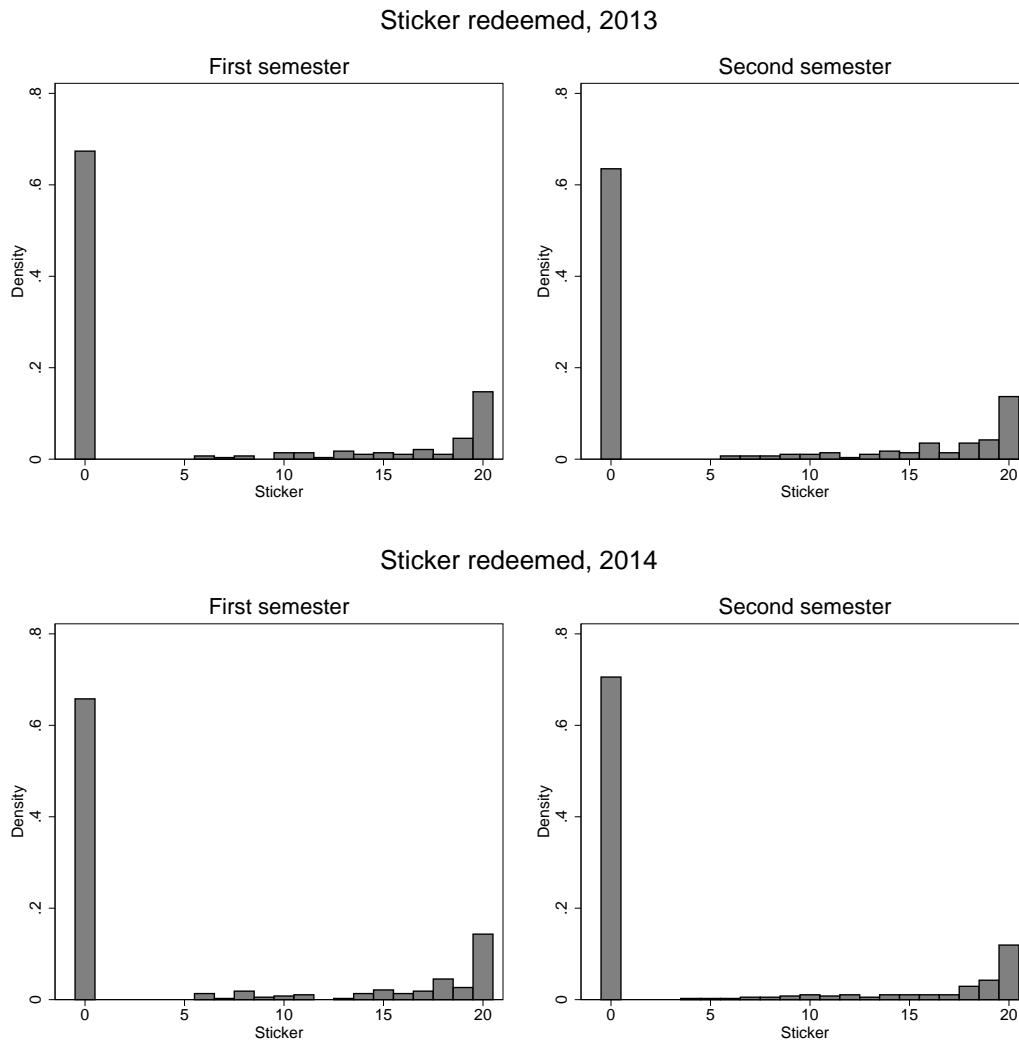 Sticker redeemed, 2013
First semester
Second semester
.8
.6
.4
.2
0
Density
0 5 10 15 20
Sticker
.8
.6
.4
.2
0
Density
0 5 10 15 20
Sticker
Sticker redeemed, 2014
First semester
Second semester
.8
.6
.4
.2
0
Density
0 5 10 15 20
Sticker
.8
.6
.4
.2
0
Density
0 5 10 15 20
Sticker